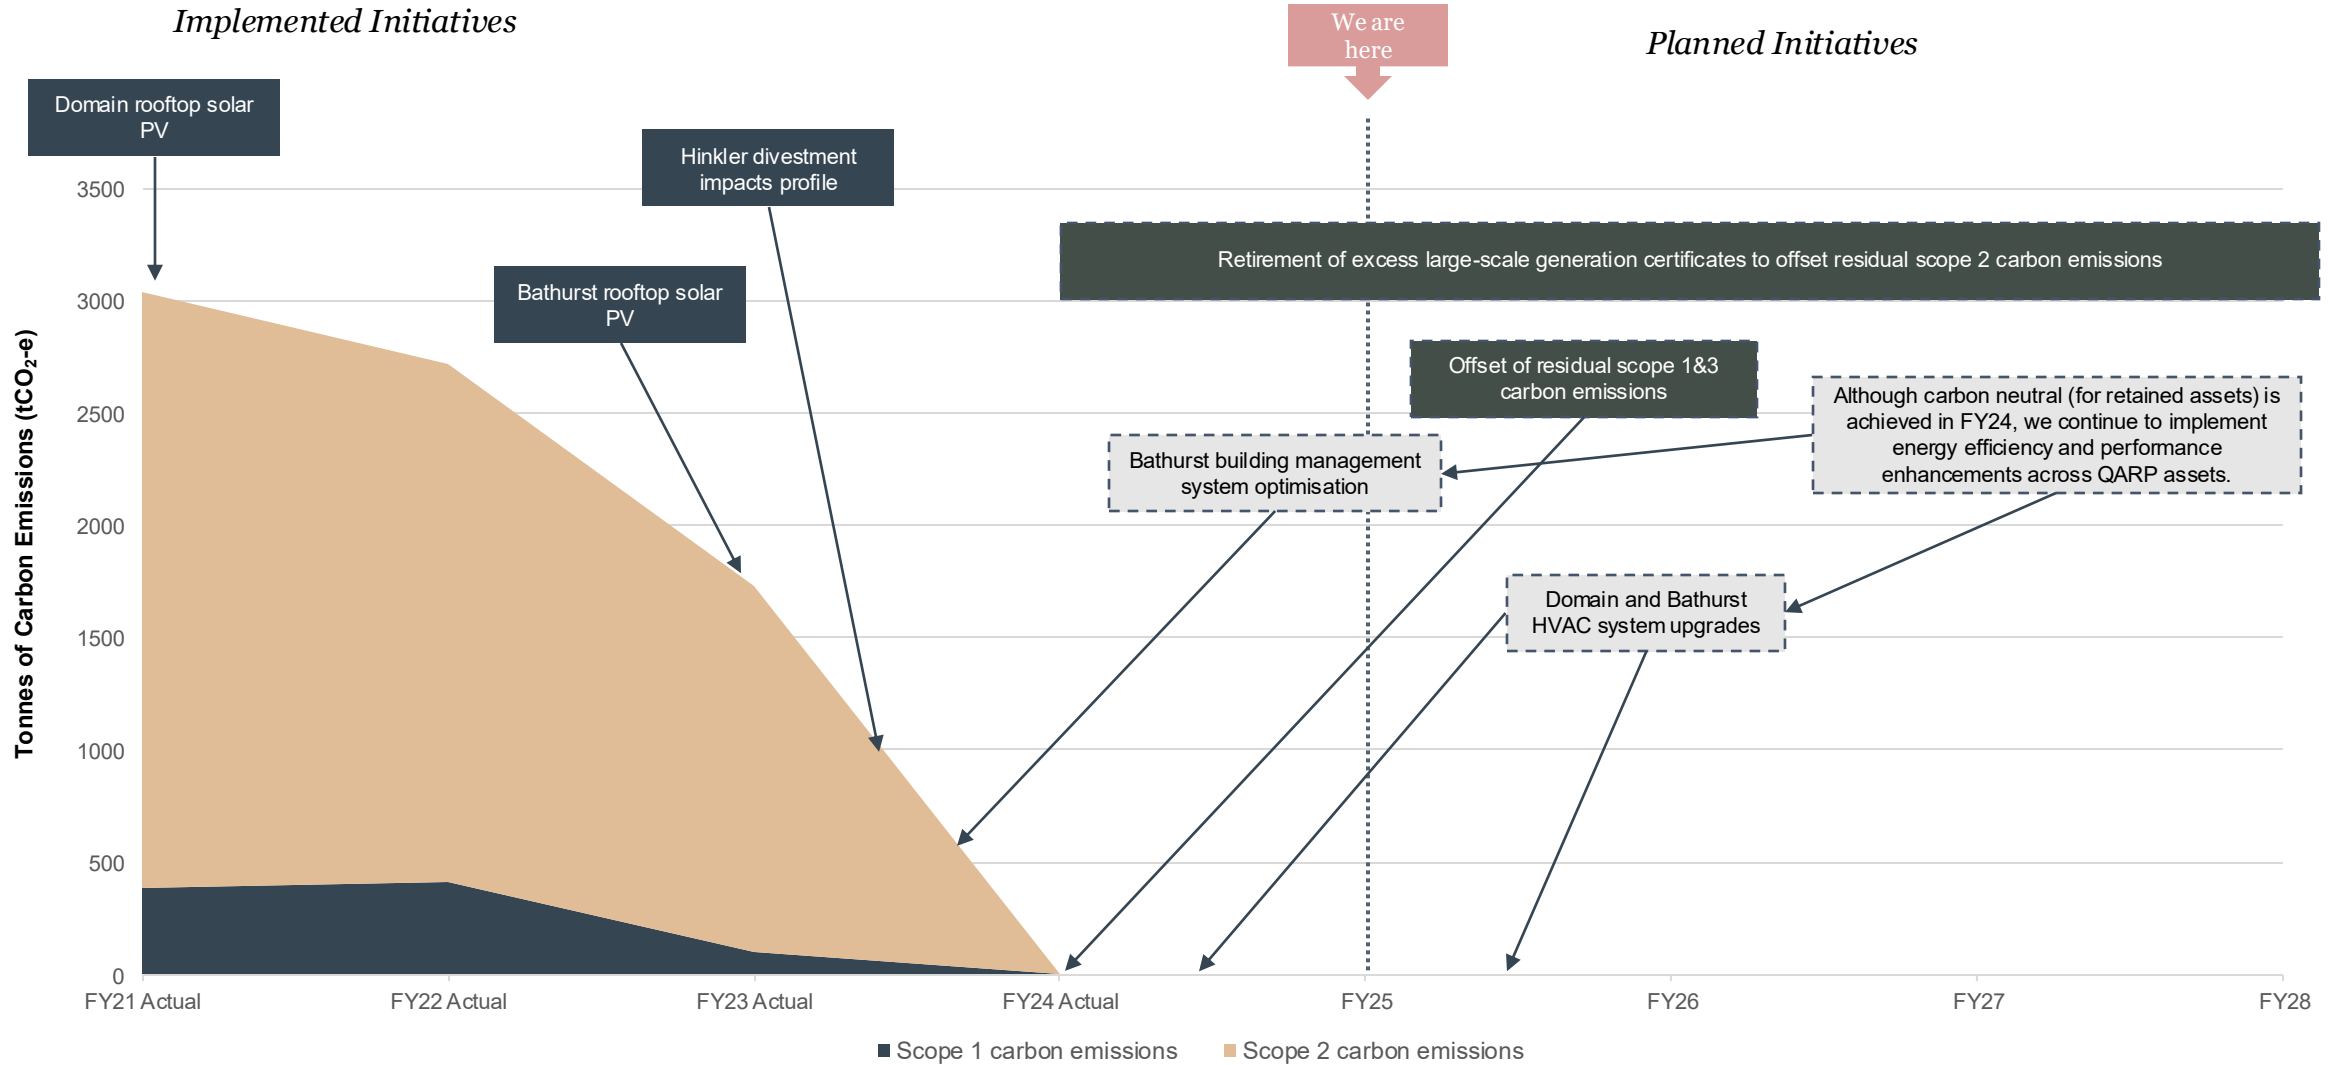 Implemented Initiatives
We are
here
Planned Initiatives
Domain rooftop solar
PV
Hinkler divestment
impacts profile
Bathurst rooftop solar
PV
Retirement of excess large-scale generation certificates to offset residual scope 2 carbon emissions
Offset of residual scope 1&3
carbon emissions
Although carbon neutral (for retained assets) is
achieved in FY24, we continue to implement
energy efficiency and performance
enhancements across QARP assets.
Bathurst building management
system optimisation
Domain and Bathurst
HVAC system upgrades
Tonnes of Carbon Emissions (tCO₂-e)
3500
3000
2500
2000
1500
1000
500
0
FY21 Actual
FY22 Actual
FY23 Actual
FY24 Actual
FY25
FY26
FY27
FY28
Scope 1 carbon emissions
Scope 2 carbon emissions